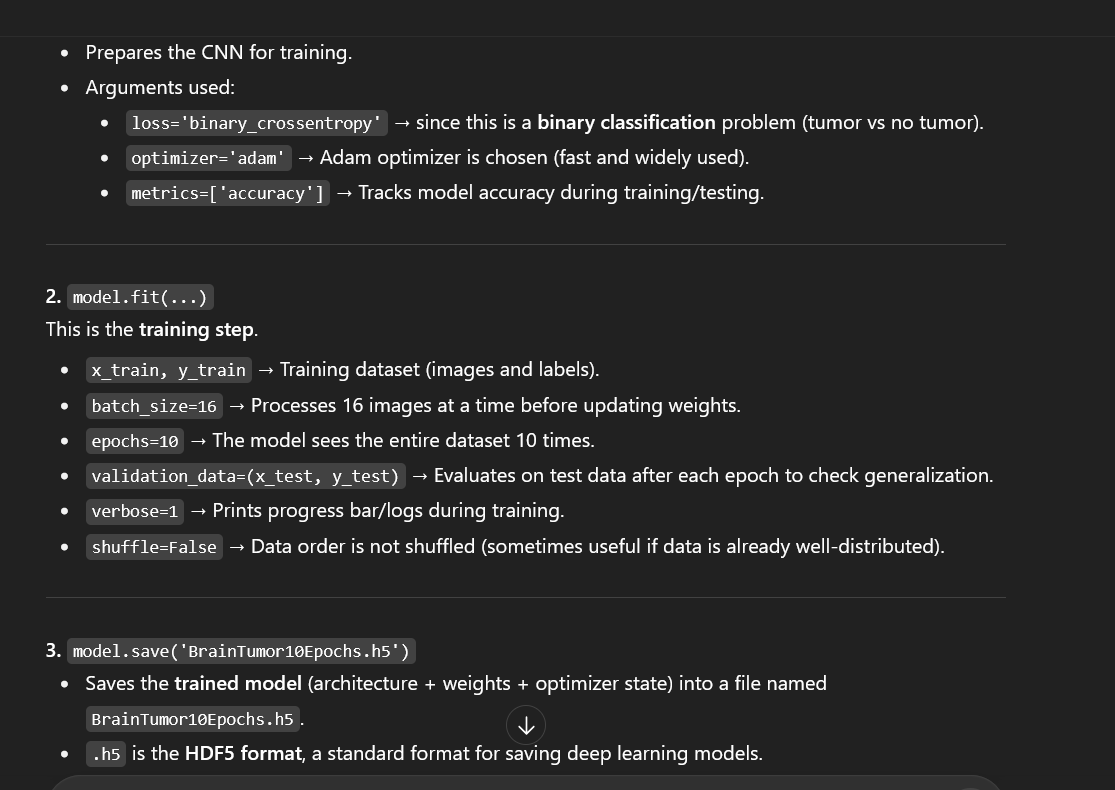 • Prepares the CNN for training.
• Arguments used:
• loss='binary_crossentropy' → since this is a binary classification problem (tumor vs no tumor).
• optimizer='adam' → Adam optimizer is chosen (fast and widely used).
• metrics=['accuracy'] → Tracks model accuracy during training/testing.
2. model.fit(...)
This is the training step.
• x_train, y_train → Training dataset (images and labels).
• batch_size=16 → Processes 16 images at a time before updating weights.
• epochs=10 → The model sees the entire dataset 10 times.
• validation_data=(x_test, y_test) → Evaluates on test data after each epoch to check generalization.
• verbose=1 → Prints progress bar/logs during training.
• shuffle=False → Data order is not shuffled (sometimes useful if data is already well-distributed).
3. model.save('BrainTumor10Epochs.h5')
• Saves the trained model (architecture + weights + optimizer state) into a file named
BrainTumor10Epochs.h5.
• .h5 is the HDF5 format, a standard format for saving deep learning models.